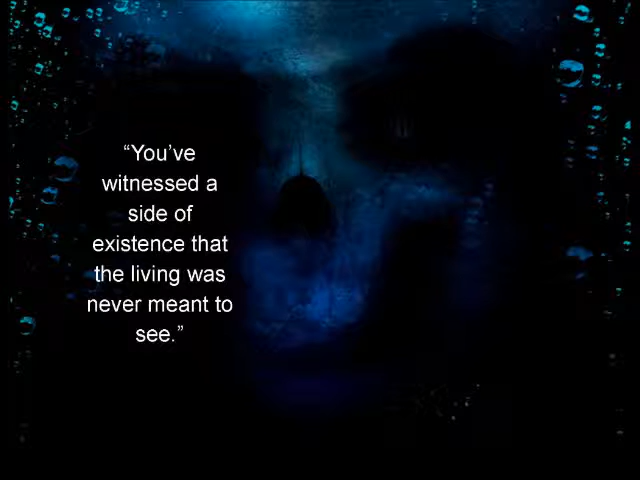 “You’ve
witnessed a
side of
existence that
the living was
never meant to
see.”